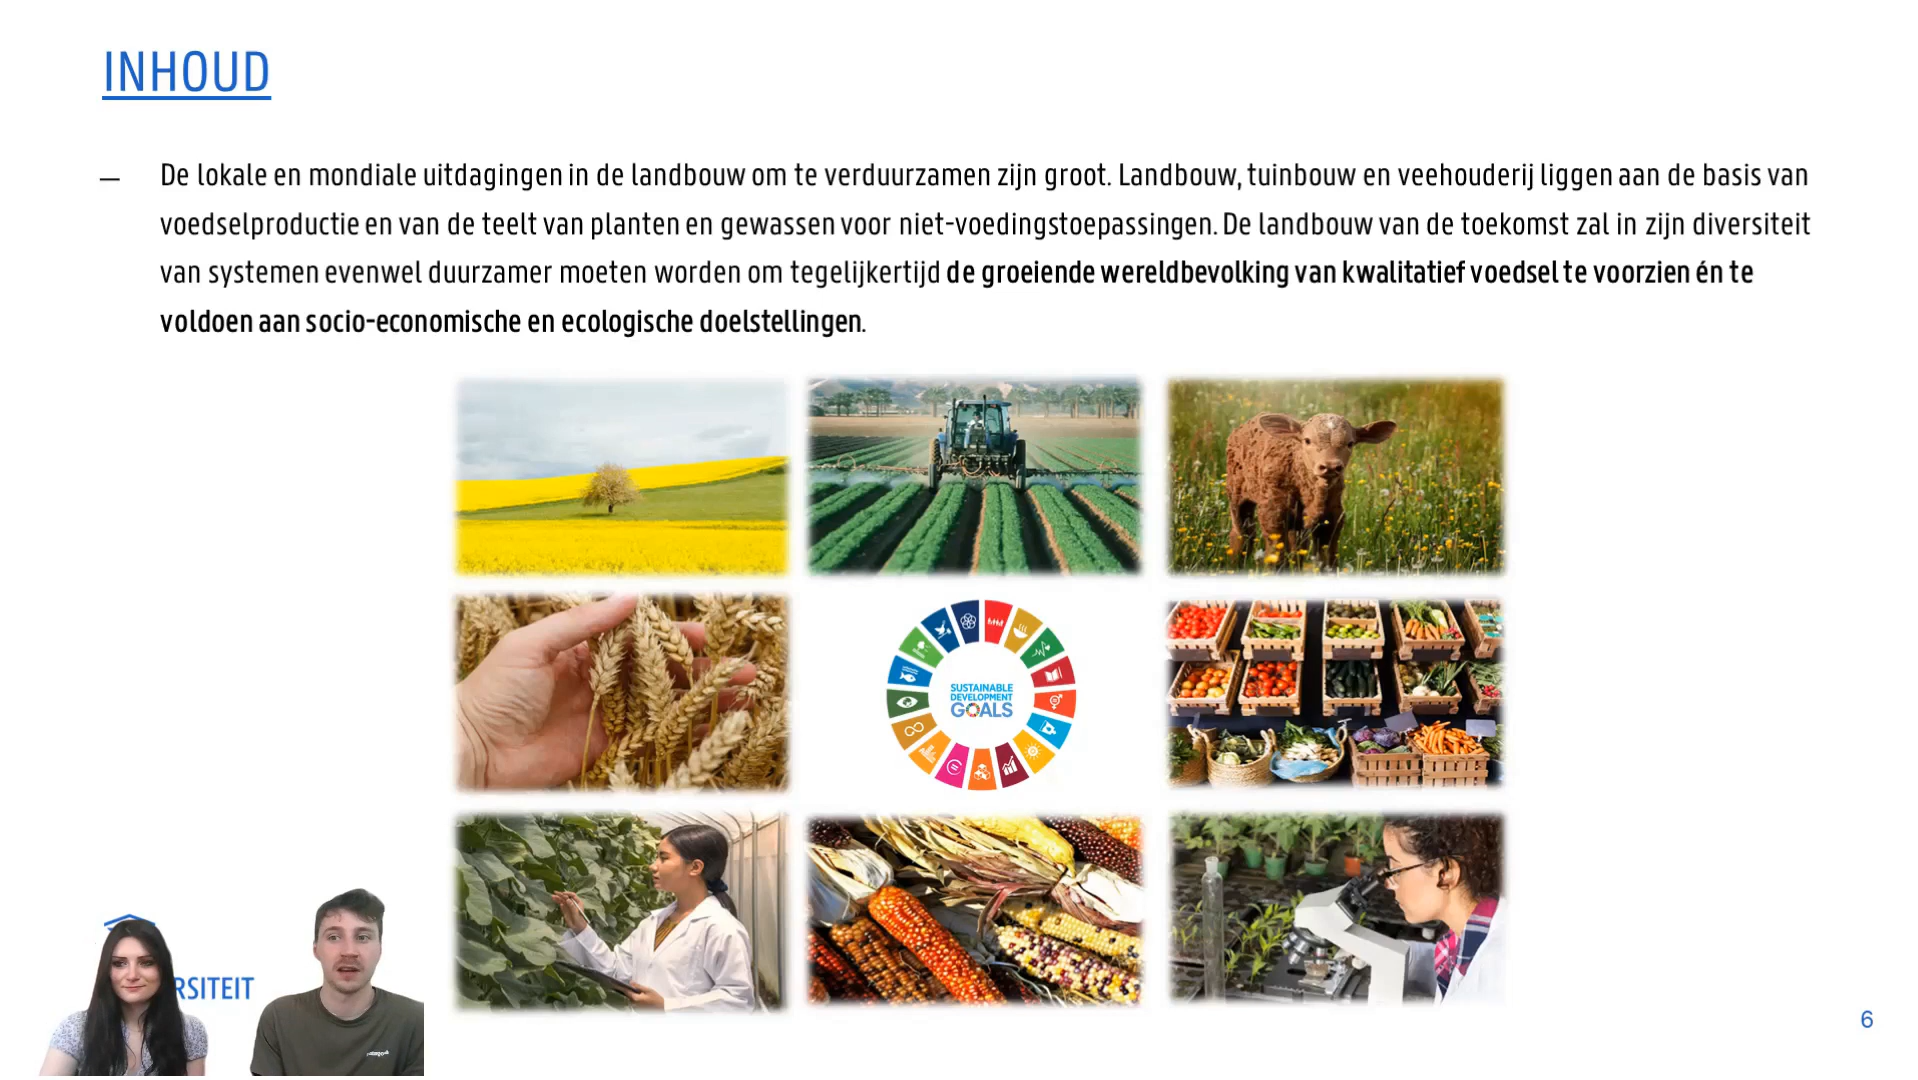 INHOUD
– De lokale en mondiale uitdagingen in de landbouw om te verduurzamen zijn groot. Landbouw, tuinbouw en veehouderij liggen aan de basis van
voedselproductie en van de teelt van planten en gewassen voor niet-voedingstoepassingen. De landbouw van de toekomst zal in zijn diversiteit
van systemen evenwel duurzamer moeten worden om tegelijkertijd de groeiende wereldbevolking van kwalitatief voedsel te voorzien én te
voldoen aan socio-economische en ecologische doelstellingen.
SUSTAINABLE
DEVELOPMENT
GOALS
RSITEIT
6